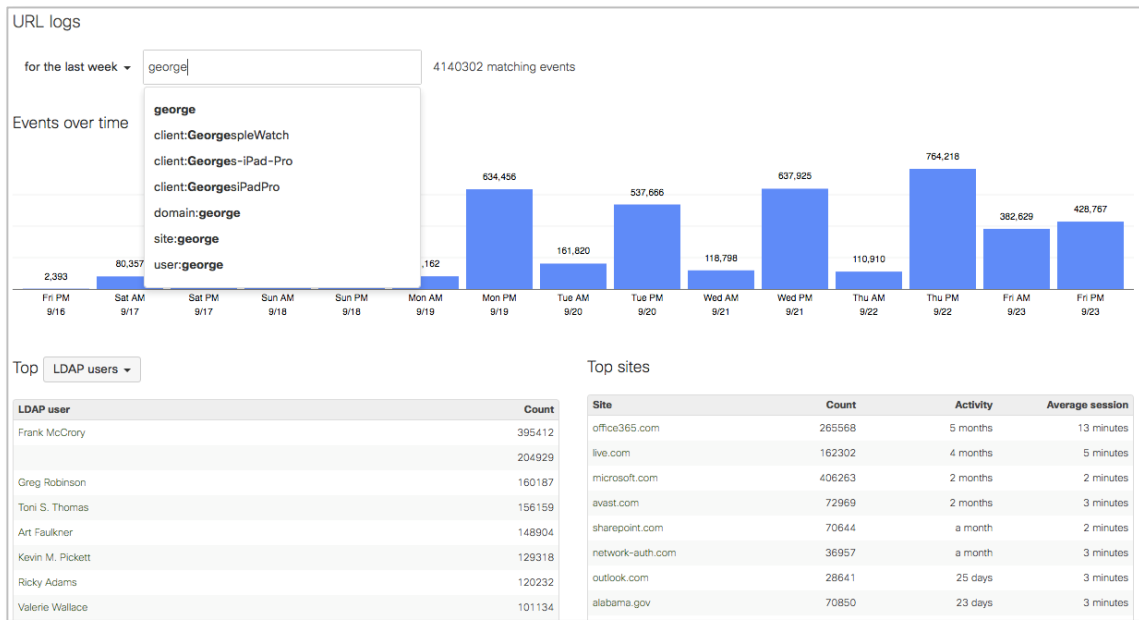 URL logs
for the last week
george
4140302 matching events
george
client:GeorgespleWatch
client:Georges-iPad-Pro
client:GeorgesiPadPro
domain:george
site:george
user:george
Events over time
2,393
80,357
,162
634,456
161,820
537,666
118,798
637,925
110,910
764,218
382,629
428,767
Fri PM Sat AM Sat PM Sun AM Sun PM Mon AM Mon PM Tue AM Tue PM Wed AM Wed PM Thu AM Thu PM Fri AM Fri PM
9/16 9/17 9/17 9/18 9/18 9/19 9/19 9/20 9/20 9/21 9/21 9/22 9/22 9/23 9/23
Top LDAP users
LDAP user Count
Frank McCrory 395412
204929
Greg Robinson 160187
Toni S. Thomas 156159
Art Faulkner 148904
Kevin M. Pickett 129318
Ricky Adams 120232
Valerie Wallace 101134
Top sites
Site Count Activity Average session
office365.com 265568 5 months 13 minutes
live.com 162302 4 months 5 minutes
microsoft.com 406263 2 months 2 minutes
avast.com 72969 2 months 3 minutes
sharepoint.com 70644 a month 2 minutes
network-auth.com 36957 a month 3 minutes
outlook.com 28641 25 days 3 minutes
alabama.gov 70850 23 days 3 minutes